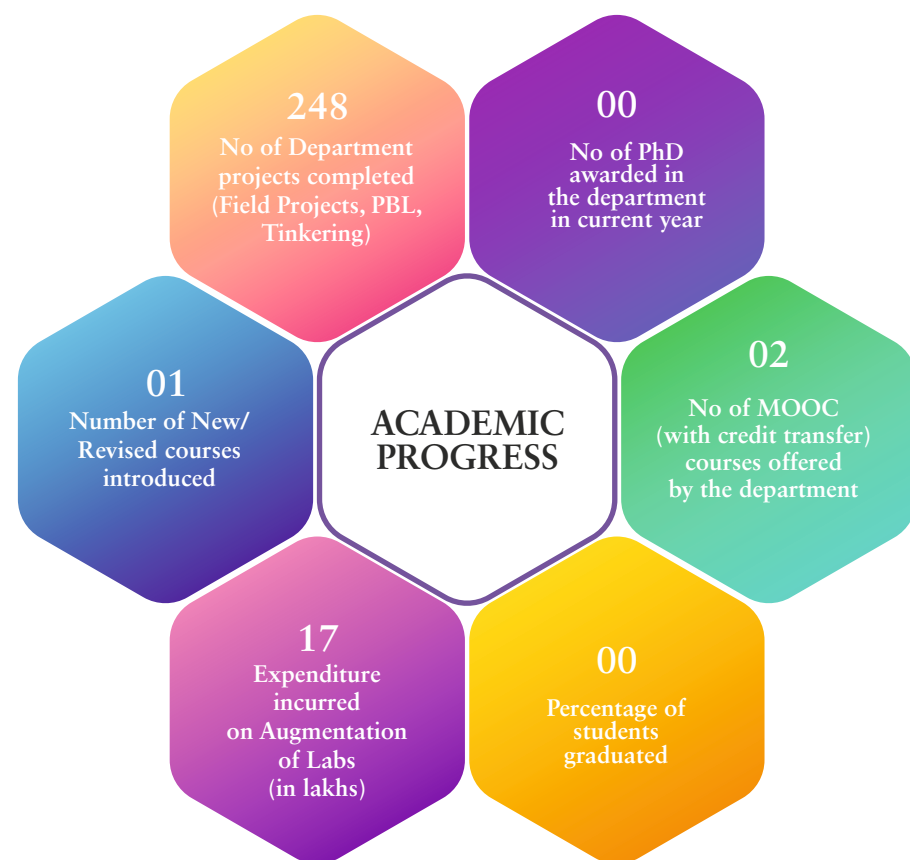 248
No of Department
projects completed
(Field Projects, PBL,
Tinkering)
00
No of PhD
awarded in
the department
in current year
01
Number of New/
Revised courses
introduced
ACADEMIC
PROGRESS
02
No of MOOC
(with credit transfer)
courses offered
by the department
17
Expenditure
incurred
on Augmentation
of Labs
(in lakhs)
00
Percentage of
students
graduated